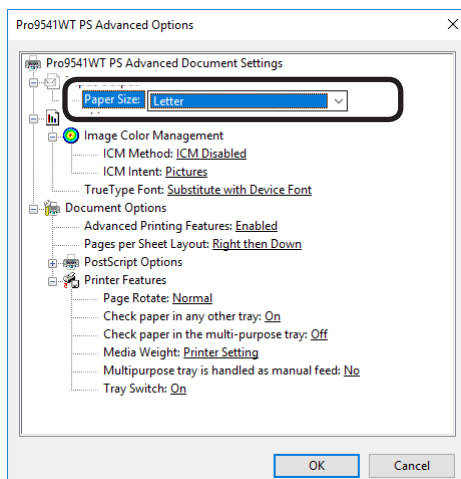 Pro9541WT PS Advanced Options
Pro9541WT PS Advanced Document Settings
Paper Size: Letter
Image Color Management
ICM Method: ICM Disabled
ICM Intent: Pictures
TrueType Font: Substitute with Device Font
Document Options
Advanced Printing Features: Enabled
Pages per Sheet Layout: Right then Down
PostScript Options
Printer Features
Page Rotate: Normal
Check paper in any other tray: On
Check paper in the multi-purpose tray: Off
Media Weight: Printer Setting
Multipurpose tray is handled as manual feed: No
Tray Switch: On
OK Cancel